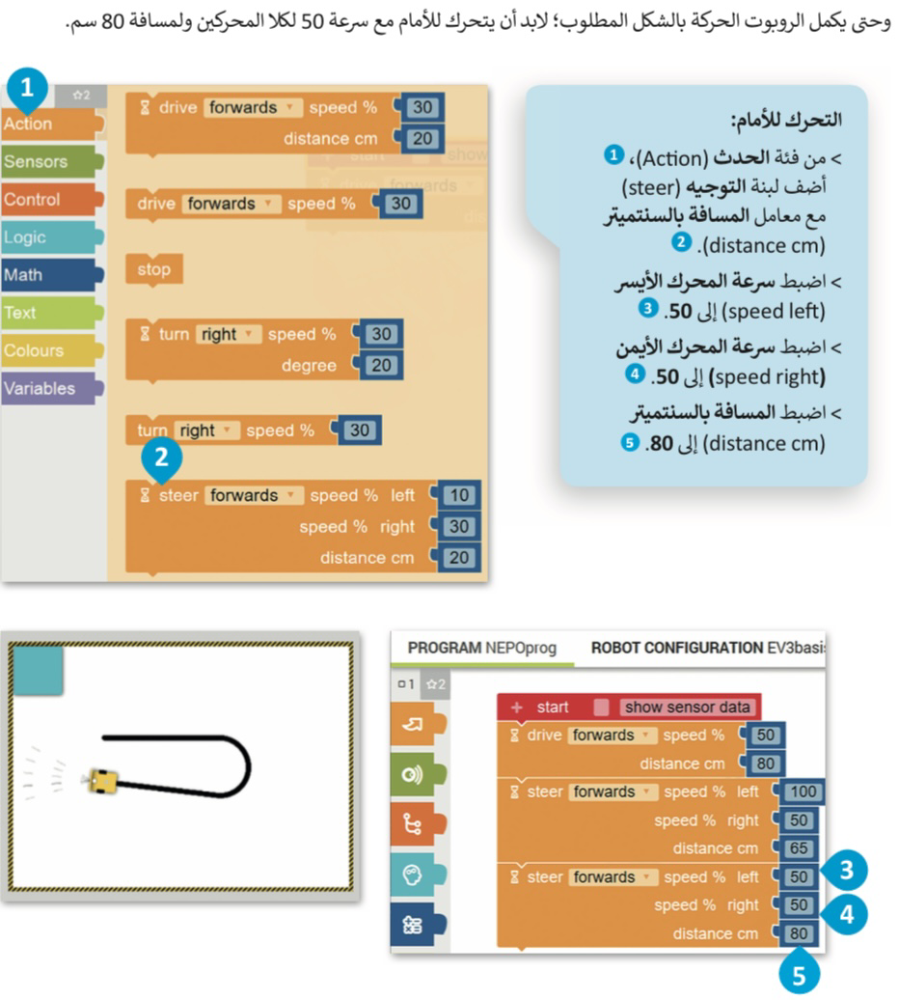 وحتى يكمل الروبوت الحركة بالشكل المطلوب؛ لابد أن يتحرك للأمام مع سرعة 50 لكلا المحركين ولمسافة 80 سم.
التحرك للأمام:
> من فئة الحدث (Action)، 1
أضف لبنة التوجيه (steer)
مع معامل المسافة بالسنتميتر
(distance cm). 2
> اضبط سرعة المحرك الأيسر
(speed left) إلى 50. 3
> اضبط سرعة المحرك الأيمن
(speed right) إلى 50. 4
> اضبط المسافة بالسنتميتر
(distance cm) إلى 80. 5
1
2
Action
Sensors
Control
Logic
Math
Text
Colours
Variables
drive forwards speed % 30
distance cm 20
start show
forwards
drive forwards speed % 30
stop
turn right speed % 30
degree 20
turn right speed % 30
2
steer forwards speed % left 10
speed % right 30
distance cm 20
PROGRAM NEPOprog ROBOT CONFIGURATION EV3basi
1 2
+ start show sensor data
drive forwards speed % 50
distance cm 80
steer forwards speed % left 100
speed % right 50
distance cm 65
steer forwards speed % left 50 3
speed % right 50 4
distance cm 80
5